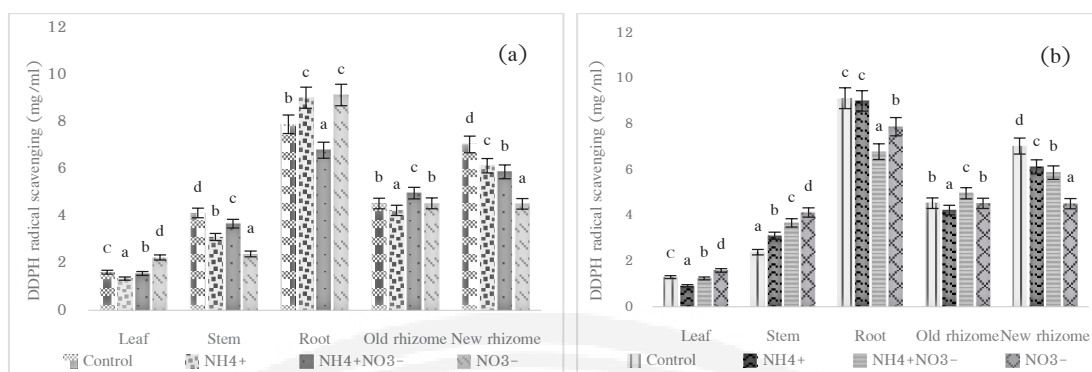 (a)
DDPH radical scavenging (mg/ml)
12
10
8
6
4
2
0
c a b d
d b c a
b c a c
b a c b
d c b a
Leaf Stem Root Old rhizome New rhizome
Control NH4+ NH4+NO3- NO3-
(b)
DDPH radical scavenging (mg/ml)
12
10
8
6
4
2
0
c a b d
a b c d
c c a b
b a c b
d c b a
Leaf Stem Root Old rhizome New rhizome
Control NH4+ NH4+NO3- NO3-